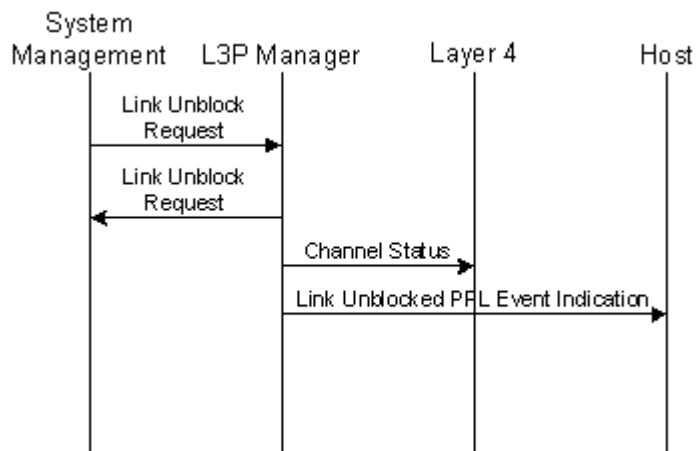 System
Management L3P Manager Layer 4 Host
Link Unblock
Request
Link Unblock
Request
Channel Status
Link Unblocked PPL Event Indication